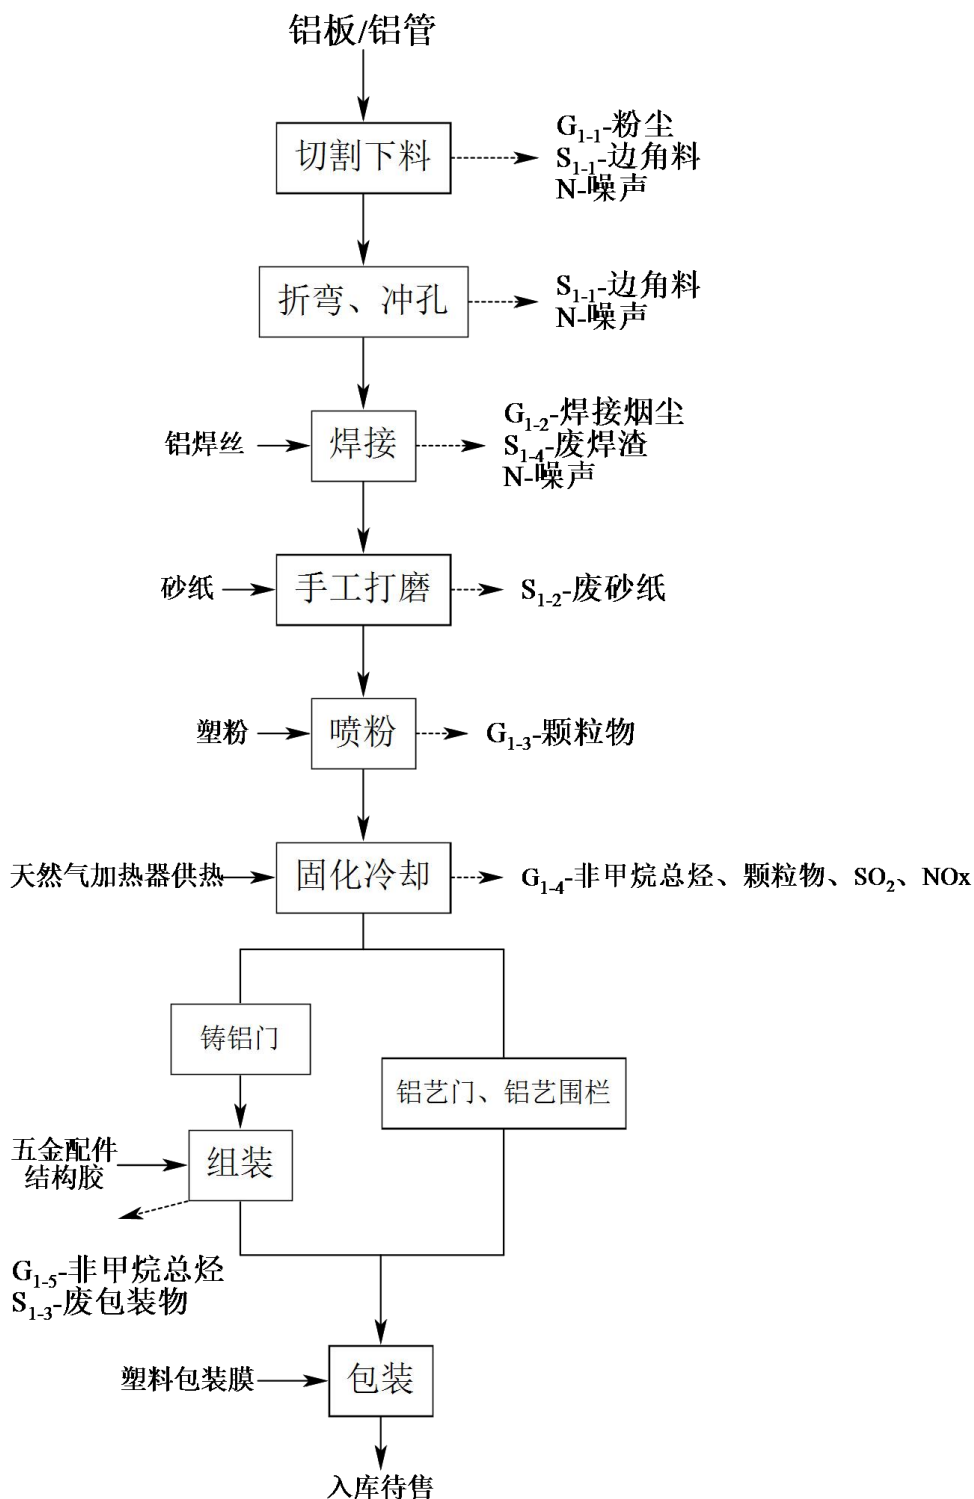 铝板/铝管
切割下料
G1-1-粉尘
S1-1-边角料
N-噪声
折弯、冲孔
S1-1-边角料
N-噪声
铝焊丝
焊接
G1-2-焊接烟尘
S1-4-废焊渣
N-噪声
砂纸
手工打磨
S1-2-废砂纸
塑粉
喷粉
G1-3-颗粒物
天然气加热器供热
固化冷却
G1-4-非甲烷总烃、颗粒物、SO2、NOx
铸铝门
铝艺门、铝艺围栏
五金配件
结构胶
组装
G1-5-非甲烷总烃
S1-3-废包装物
塑料包装膜
包装
入库待售